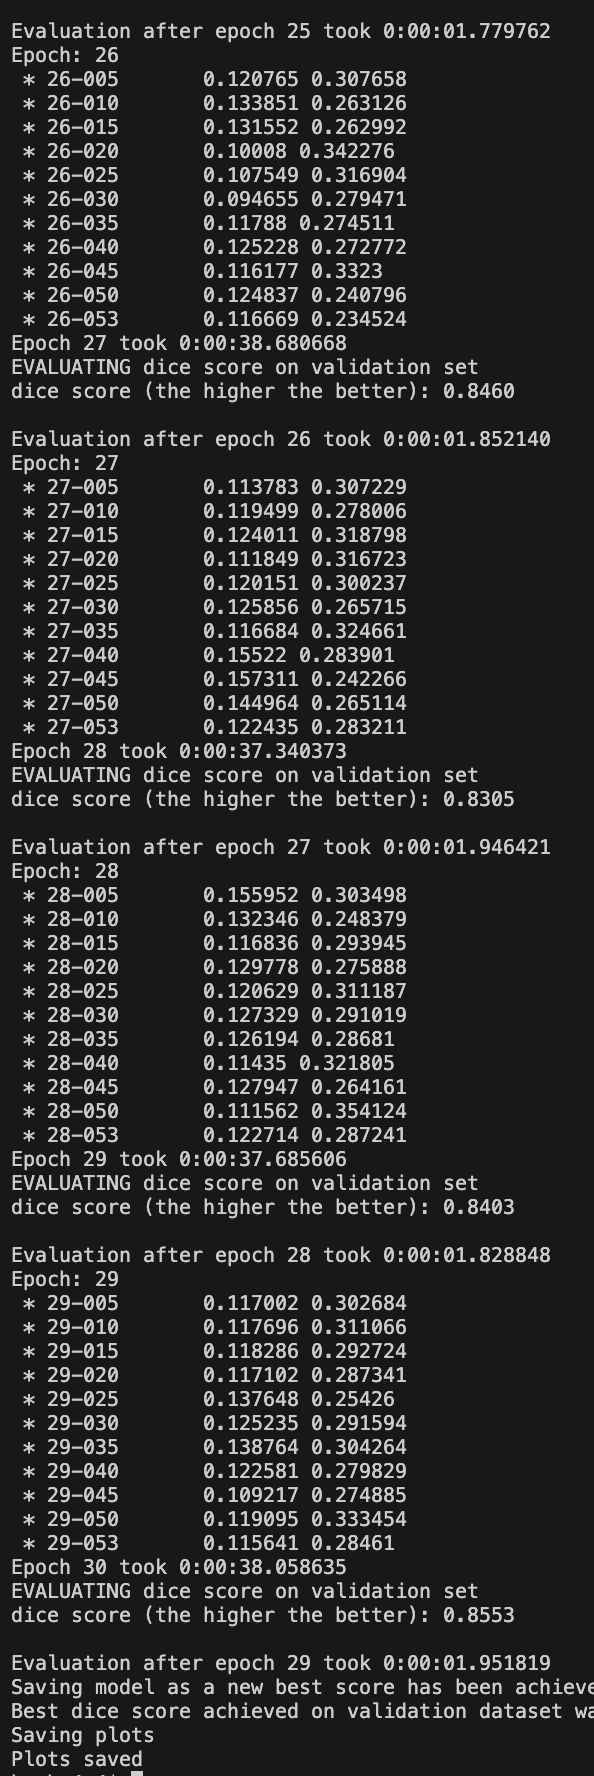 Evaluation after epoch 25 took 0:00:01.779762
Epoch: 26
* 26-005 0.120765 0.307658
* 26-010 0.133851 0.263126
* 26-015 0.131552 0.262992
* 26-020 0.10008 0.342276
* 26-025 0.107549 0.316904
* 26-030 0.094655 0.279471
* 26-035 0.11788 0.274511
* 26-040 0.125228 0.272772
* 26-045 0.116177 0.3323
* 26-050 0.124837 0.240796
* 26-053 0.116669 0.234524
Epoch 27 took 0:00:38.680668
EVALUATING dice score on validation set
dice score (the higher the better): 0.8460
Evaluation after epoch 26 took 0:00:01.852140
Epoch: 27
* 27-005 0.113783 0.307229
* 27-010 0.119499 0.278006
* 27-015 0.124011 0.318798
* 27-020 0.111849 0.316723
* 27-025 0.120151 0.300237
* 27-030 0.125856 0.265715
* 27-035 0.116684 0.324661
* 27-040 0.15522 0.283901
* 27-045 0.157311 0.242266
* 27-050 0.144964 0.265114
* 27-053 0.122435 0.283211
Epoch 28 took 0:00:37.340373
EVALUATING dice score on validation set
dice score (the higher the better): 0.8305
Evaluation after epoch 27 took 0:00:01.946421
Epoch: 28
* 28-005 0.155952 0.303498
* 28-010 0.132346 0.248379
* 28-015 0.116836 0.293945
* 28-020 0.129778 0.275888
* 28-025 0.120629 0.311187
* 28-030 0.127329 0.291019
* 28-035 0.126194 0.28681
* 28-040 0.11435 0.321805
* 28-045 0.127947 0.264161
* 28-050 0.111562 0.354124
* 28-053 0.122714 0.287241
Epoch 29 took 0:00:37.685606
EVALUATING dice score on validation set
dice score (the higher the better): 0.8403
Evaluation after epoch 28 took 0:00:01.828848
Epoch: 29
* 29-005 0.117002 0.302684
* 29-010 0.117696 0.311066
* 29-015 0.118286 0.292724
* 29-020 0.117102 0.287341
* 29-025 0.137648 0.25426
* 29-030 0.125235 0.291594
* 29-035 0.138764 0.304264
* 29-040 0.122581 0.279829
* 29-045 0.109217 0.274885
* 29-050 0.119095 0.333454
* 29-053 0.115641 0.28461
Epoch 30 took 0:00:38.058635
EVALUATING dice score on validation set
dice score (the higher the better): 0.8553
Evaluation after epoch 29 took 0:00:01.951819
Saving model as a new best score has been achieve
Best dice score achieved on validation dataset wa
Saving plots
Plots saved